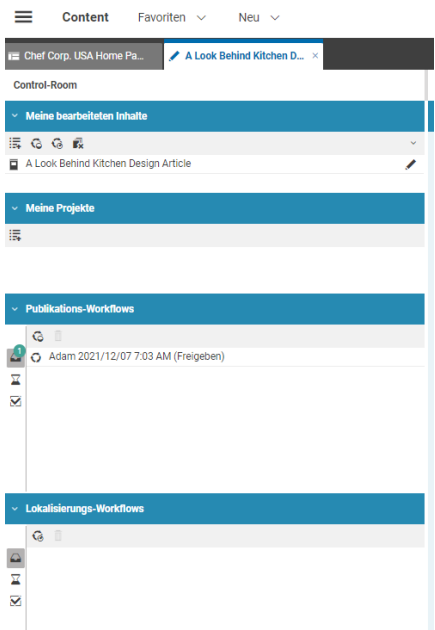 Content Favoriten Neu
Chef Corp. USA Home Pa... A Look Behind Kitchen D... ×
Control-Room
Meine bearbeiteten Inhalte
A Look Behind Kitchen Design Article
Meine Projekte
Publikations-Workflows
1
Adam 2021/12/07 7:03 AM (Freigeben)
Lokalisierungs-Workflows